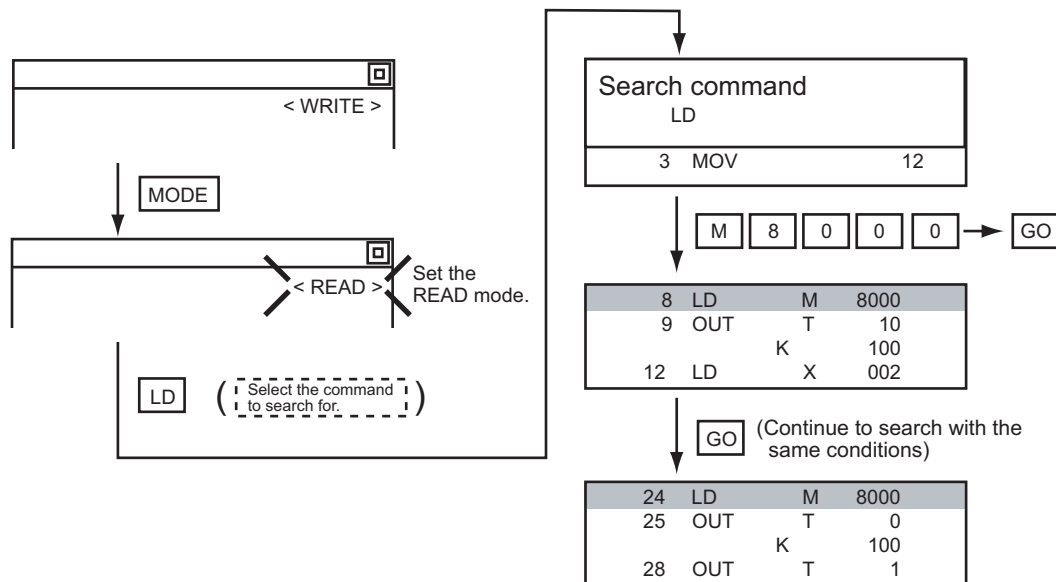 < WRITE >
MODE
< READ >
Set the
READ mode.
LD
( Select the command
to search for. )
Search command
LD
3 MOV 12
M 8 0 0 0 GO
8 LD M 8000
9 OUT T 10
K 100
12 LD X 002
GO
(Continue to search with the
same conditions)
24 LD M 8000
25 OUT T 0
K 100
28 OUT T 1